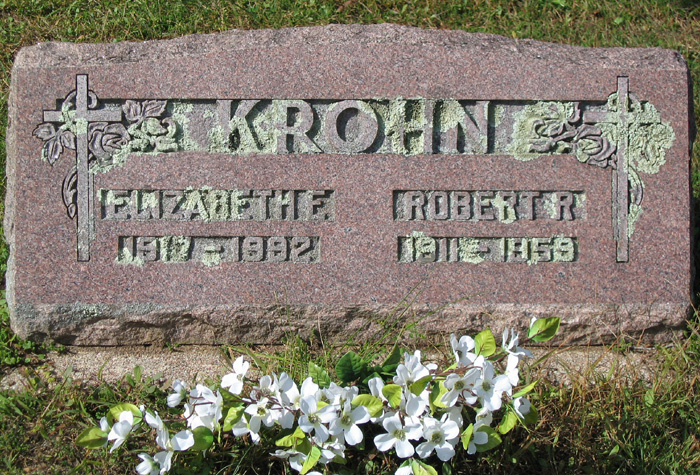 KROHN
ELIZABETH E.
1917 - 1992
ROBERT R.
1911 - 1959